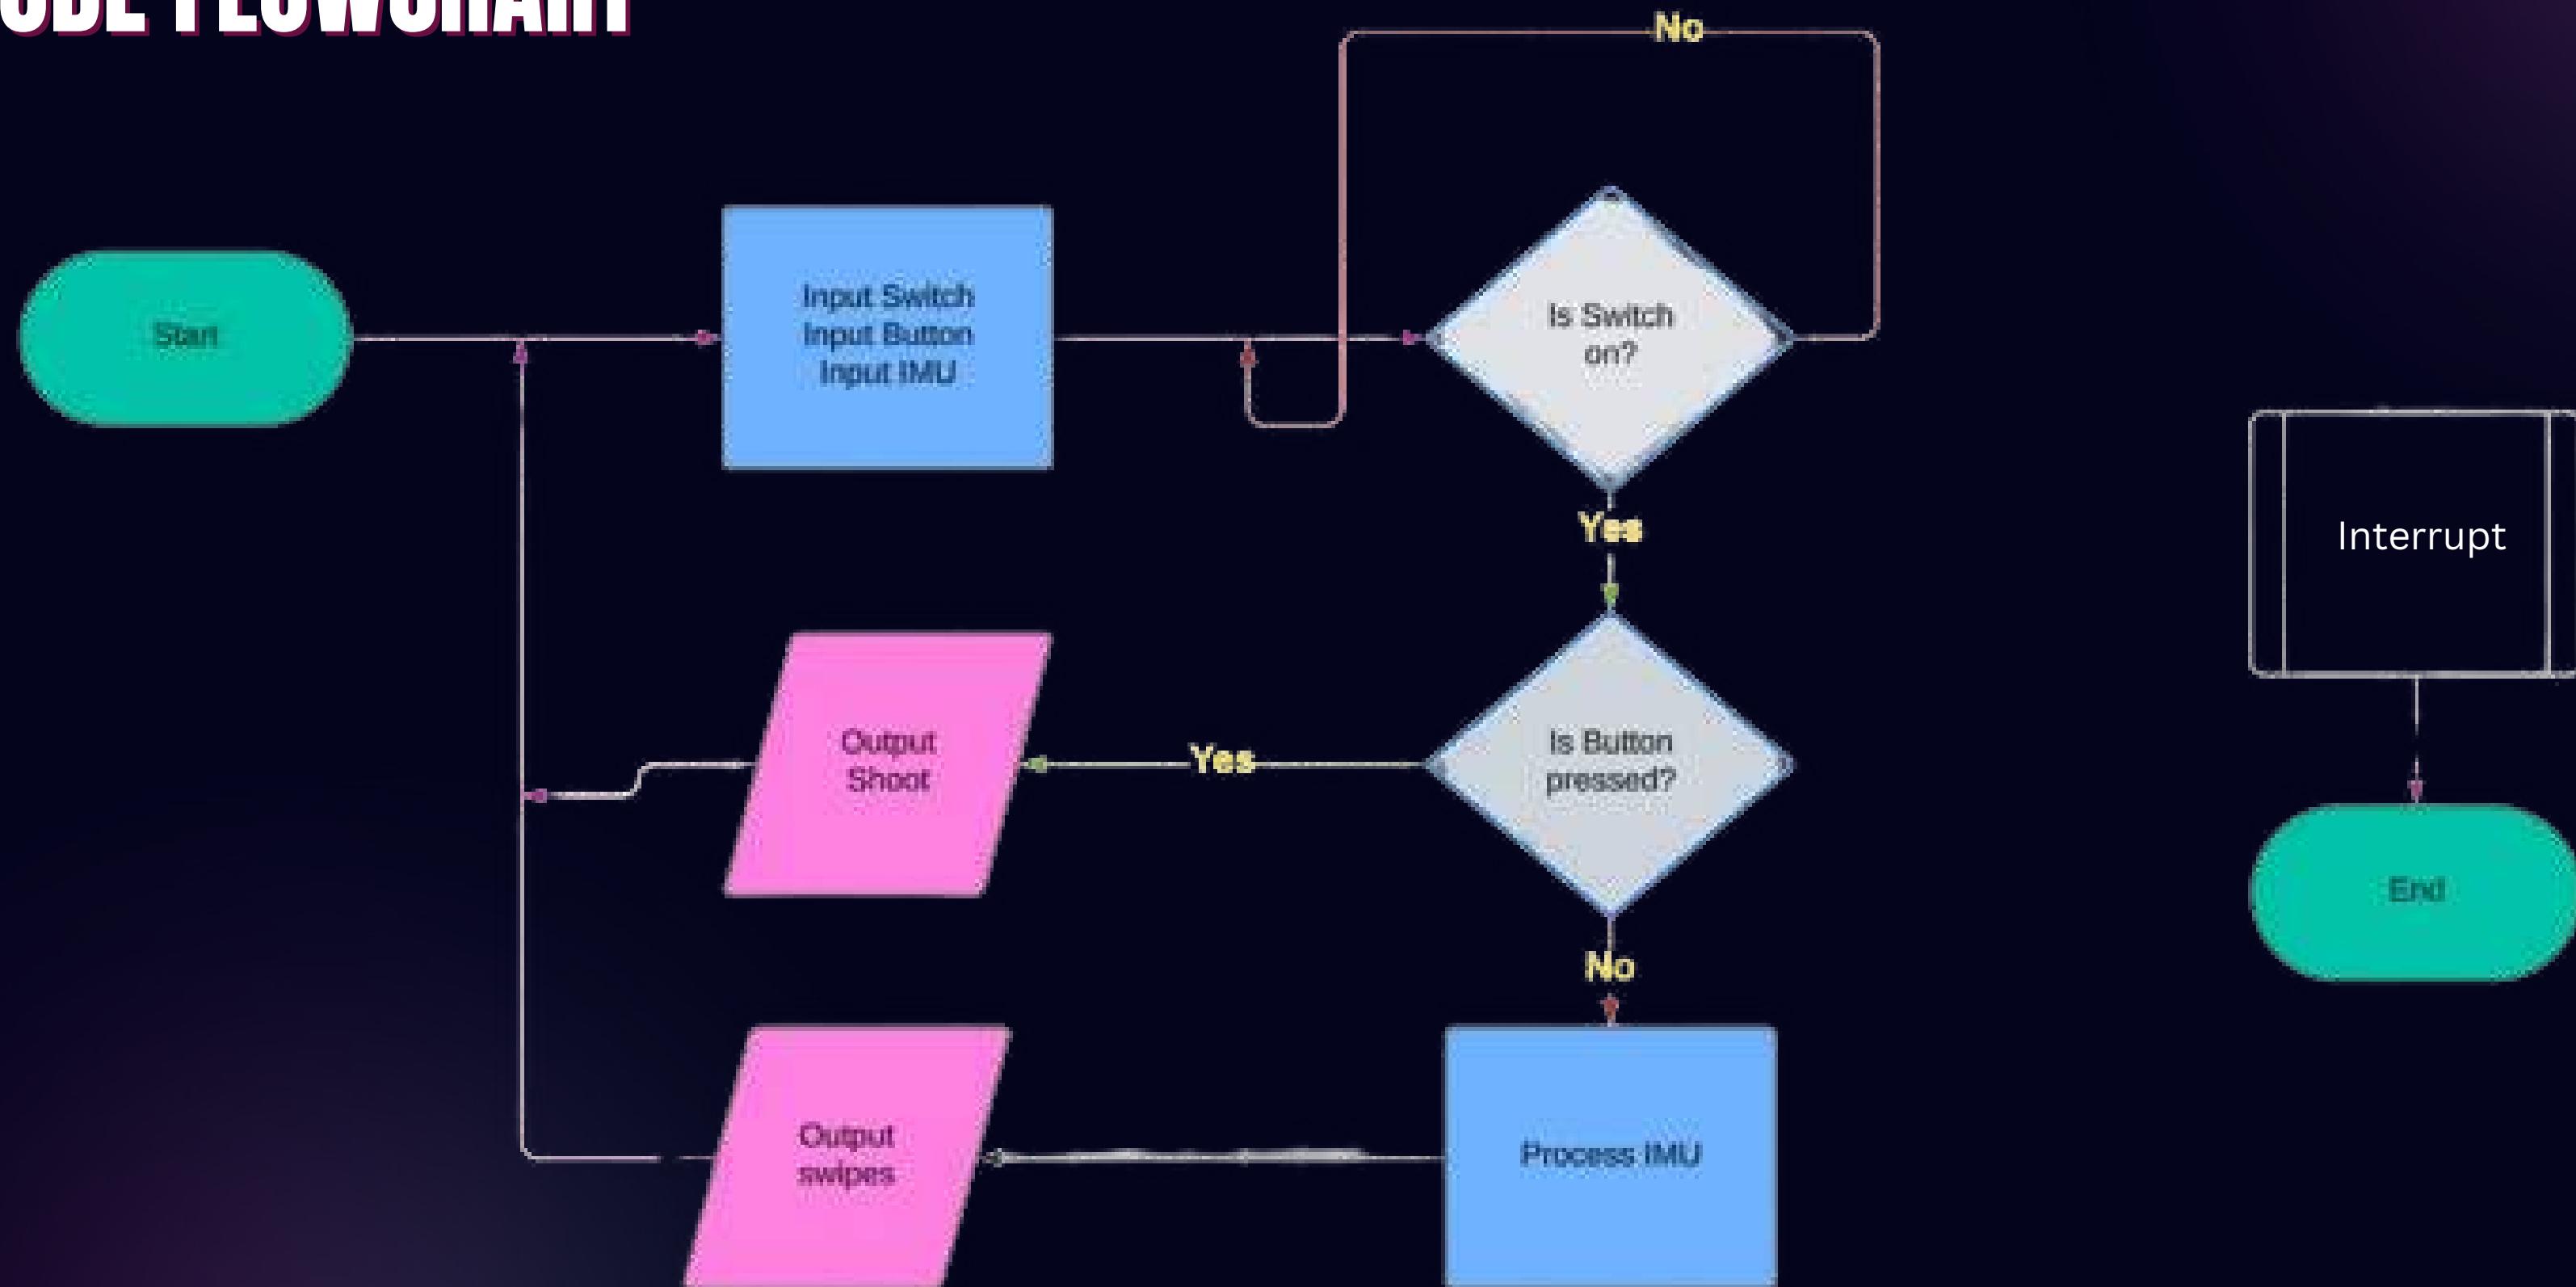 FLOWCHART
No
Start
Input Switch
Input Button
Input IMU
Is Switch
on?
Yes
Interrupt
Output
Shoot
Yes
Is Button
pressed?
End
No
Output
swipes
Process IMU